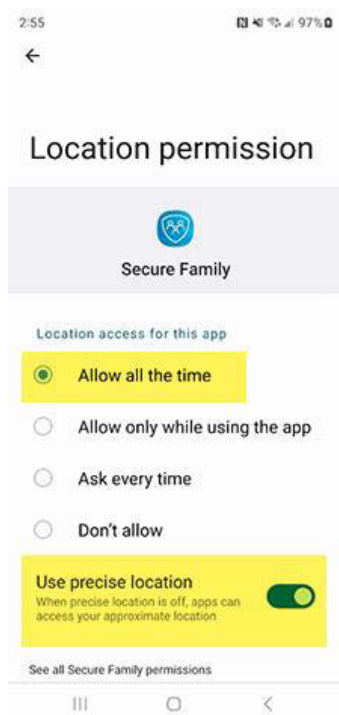 2:55 97%
Location permission
Secure Family
Location access for this app
Allow all the time
Allow only while using the app
Ask every time
Don't allow
Use precise location
When precise location is off, apps can
access your approximate location
See all Secure Family permissions